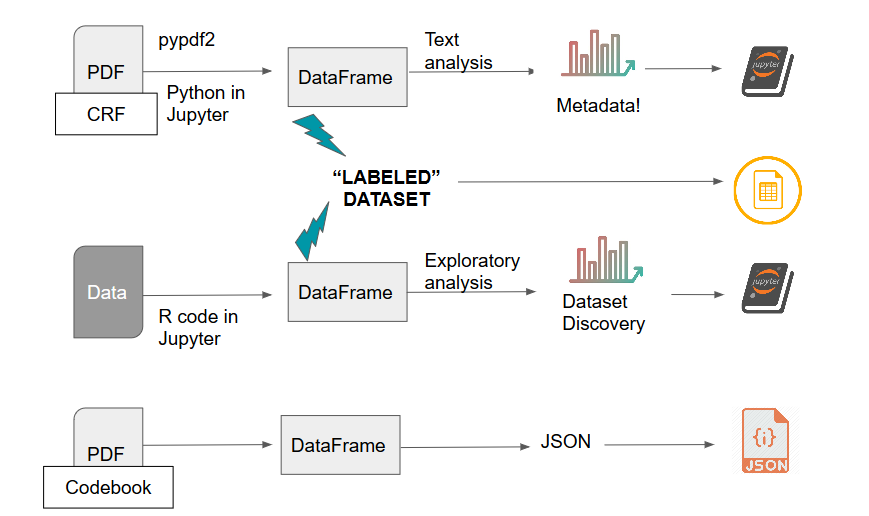 pypdf2
PDF
CRF
Python in
Jupyter
DataFrame
Text
analysis
Metadata!
jupyter
“LABELED”
DATASET
Data
R code in
Jupyter
DataFrame
Exploratory
analysis
Dataset
Discovery
jupyter
PDF
Codebook
DataFrame
JSON
{i}
JSON